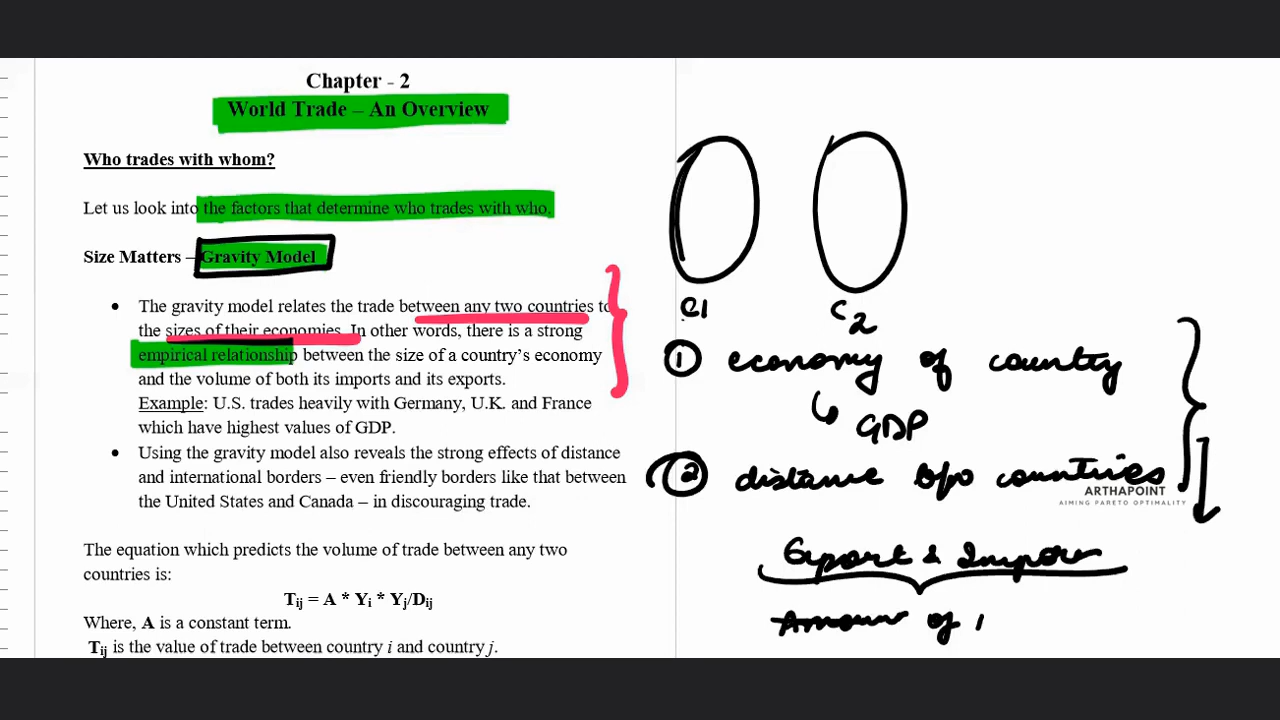 Chapter - 2
World Trade – An Overview
Who trades with whom?
Let us look into the factors that determine who trades with who.
Size Matters – Gravity Model
• The gravity model relates the trade between any two countries to
the sizes of their economies. In other words, there is a strong
empirical relationship between the size of a country's economy
and the volume of both its imports and its exports.
Example: U.S. trades heavily with Germany, U.K. and France
which have highest values of GDP.
• Using the gravity model also reveals the strong effects of distance
and international borders – even friendly borders like that between
the United States and Canada – in discouraging trade.
The equation which predicts the volume of trade between any two
countries is:
Tij = A * Yi * Yj/Dij
Where, A is a constant term.
Tij is the value of trade between country i and country j.
C1
C2
① economy of country
GDP
② distance b/w countries
ARTHAPOINT
AIMING PARETO OPTIMALITY
Export & Import
Amount of